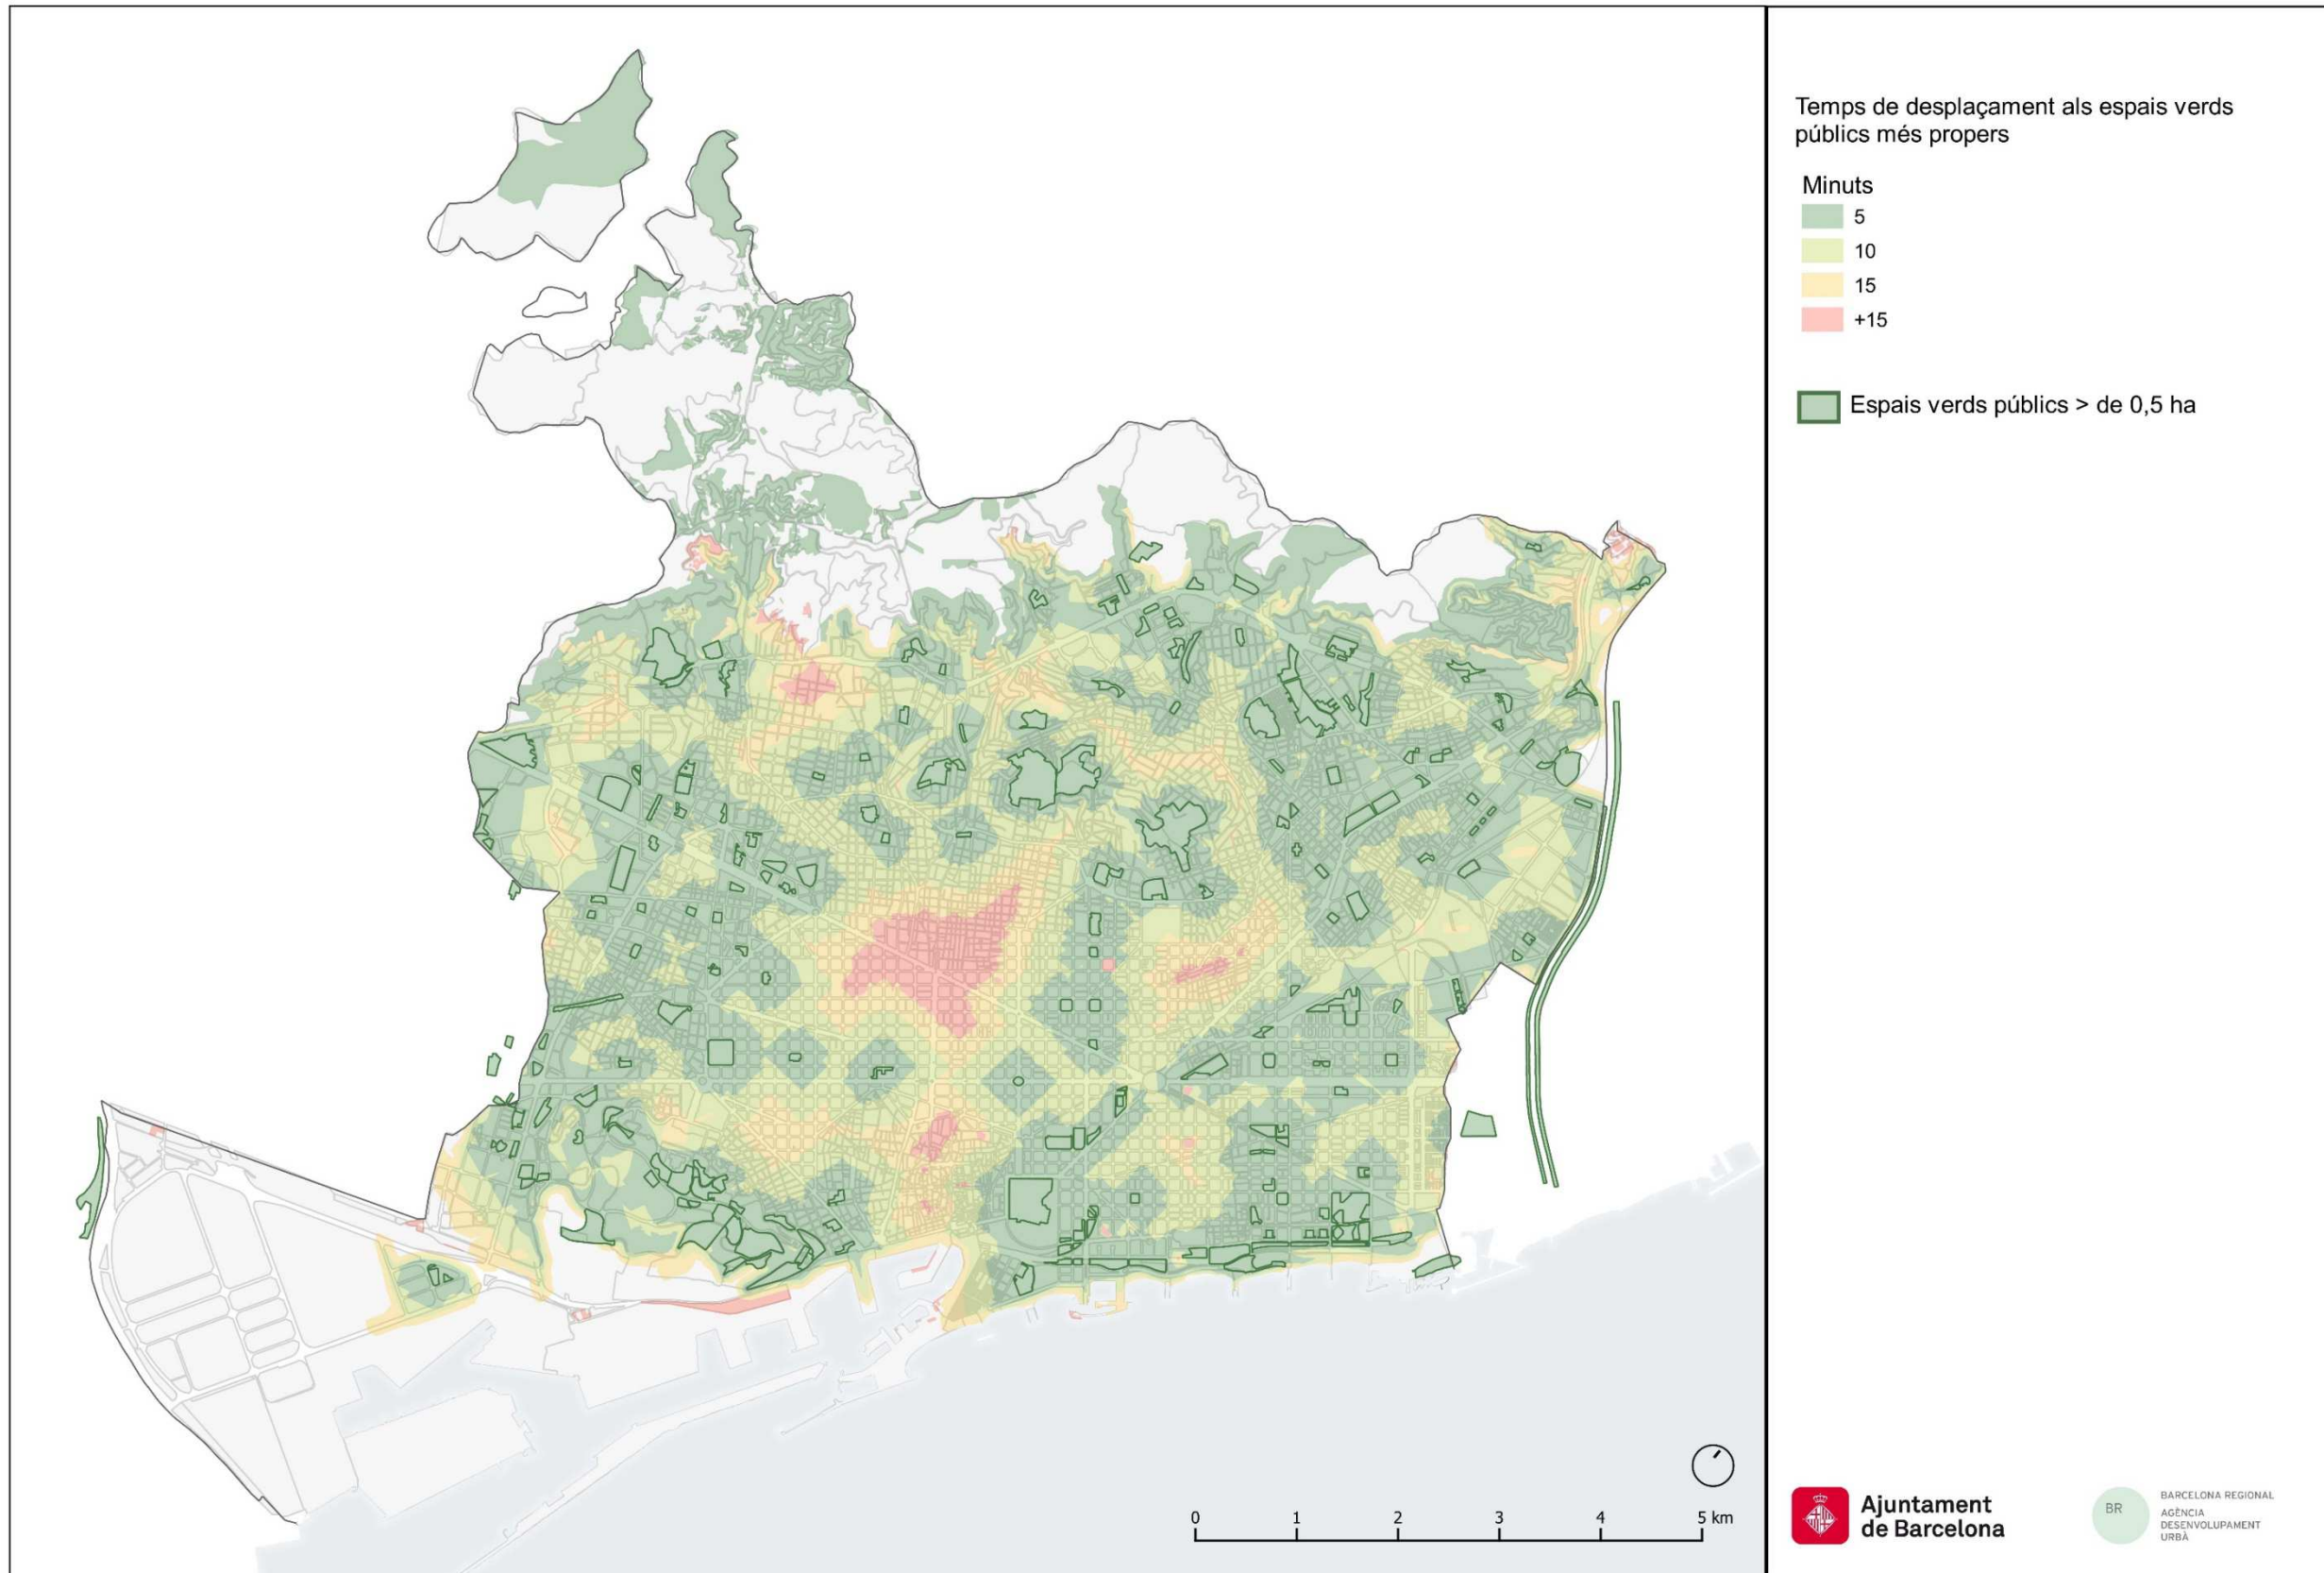 Temps de desplaçament als espais verds
públics més propers
Minuts
5
10
15
+15
Espais verds públics > de 0,5 ha
0 1 2 3 4 5 km
Ajuntament
de Barcelona
BR
BARCELONA REGIONAL
AGÈNCIA
DESENVOLUPAMENT
URBÀ